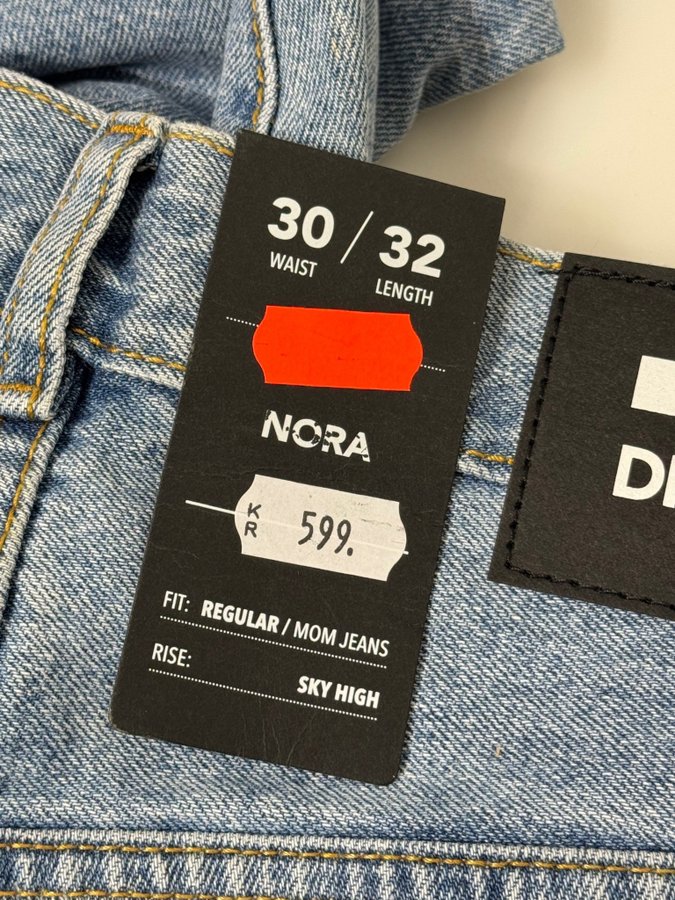 30 / 32
WAIST LENGTH
NORA
KR 599.
FIT: REGULAR / MOM JEANS
RISE: SKY HIGH